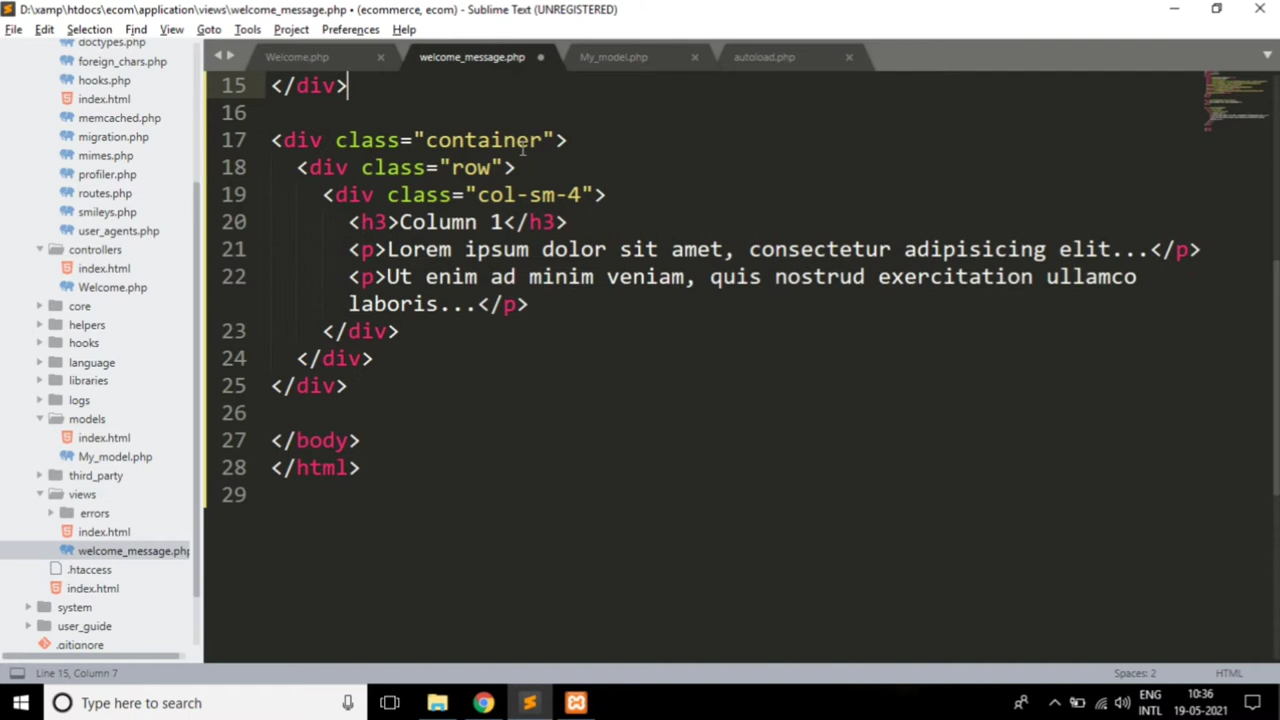 D:\xamp\htdocs\ecom\application\views\welcome_message.php • (ecommerce, ecom) - Sublime Text (UNREGISTERED)
File Edit Selection Find View Goto Tools Project Preferences Help
doctypes.php
foreign_chars.php
hooks.php
index.html
memcached.php
migration.php
mimes.php
profiler.php
routes.php
smileys.php
user_agents.php
controllers
index.html
Welcome.php
core
helpers
hooks
language
libraries
logs
models
index.html
My_model.php
third_party
views
errors
index.html
welcome_message.php
.htaccess
index.html
system
user_guide
.gitignore
Welcome.php welcome_message.php My_model.php autoload.php
15 </div>
16
17 <div class="container">
18 <div class="row">
19 <div class="col-sm-4">
20 <h3>Column 1</h3>
21 <p>Lorem ipsum dolor sit amet, consectetur adipisicing elit...</p>
22 <p>Ut enim ad minim veniam, quis nostrud exercitation ullamco
laboris...</p>
23 </div>
24 </div>
25 </div>
26
27 </body>
28 </html>
29
Line 15, Column 7 Spaces: 2 HTML
Type here to search
ENG
INTL
10:36
19-05-2021